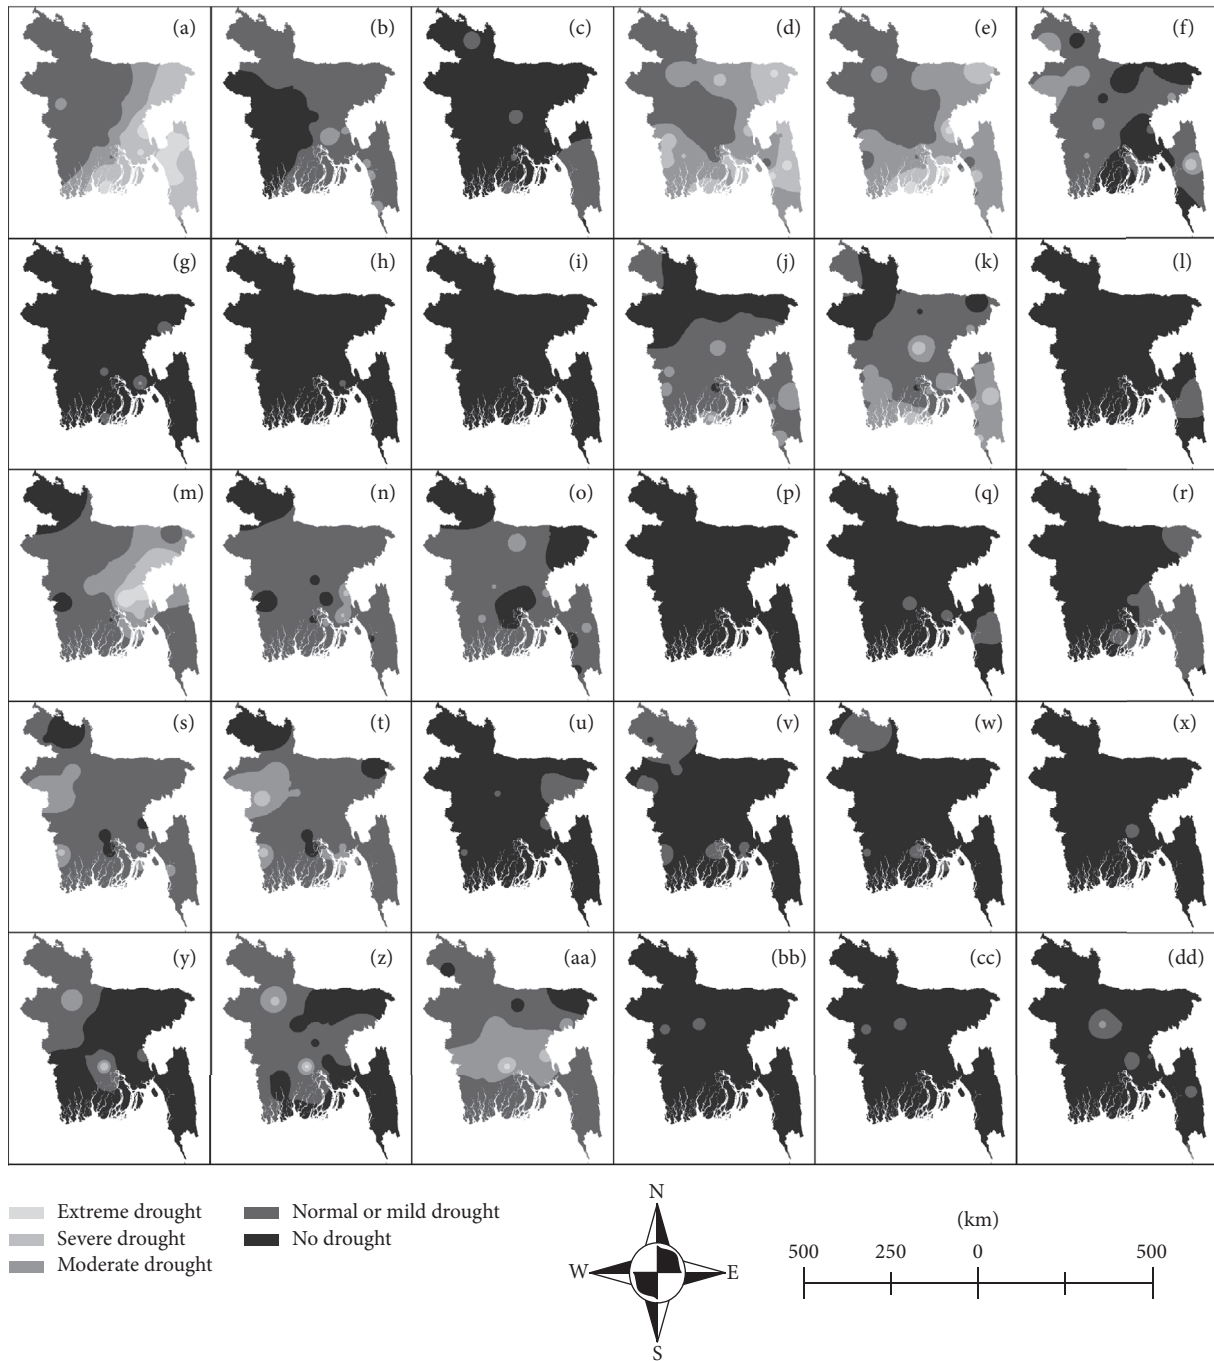 (a) (b) (c) (d) (e) (f)
(g) (h) (i) (j) (k) (l)
(m) (n) (o) (p) (q) (r)
(s) (t) (u) (v) (w) (x)
(y) (z) (aa) (bb) (cc) (dd)
Extreme drought
Severe drought
Moderate drought
Normal or mild drought
No drought
N
W E
S
(km)
500 250 0 500